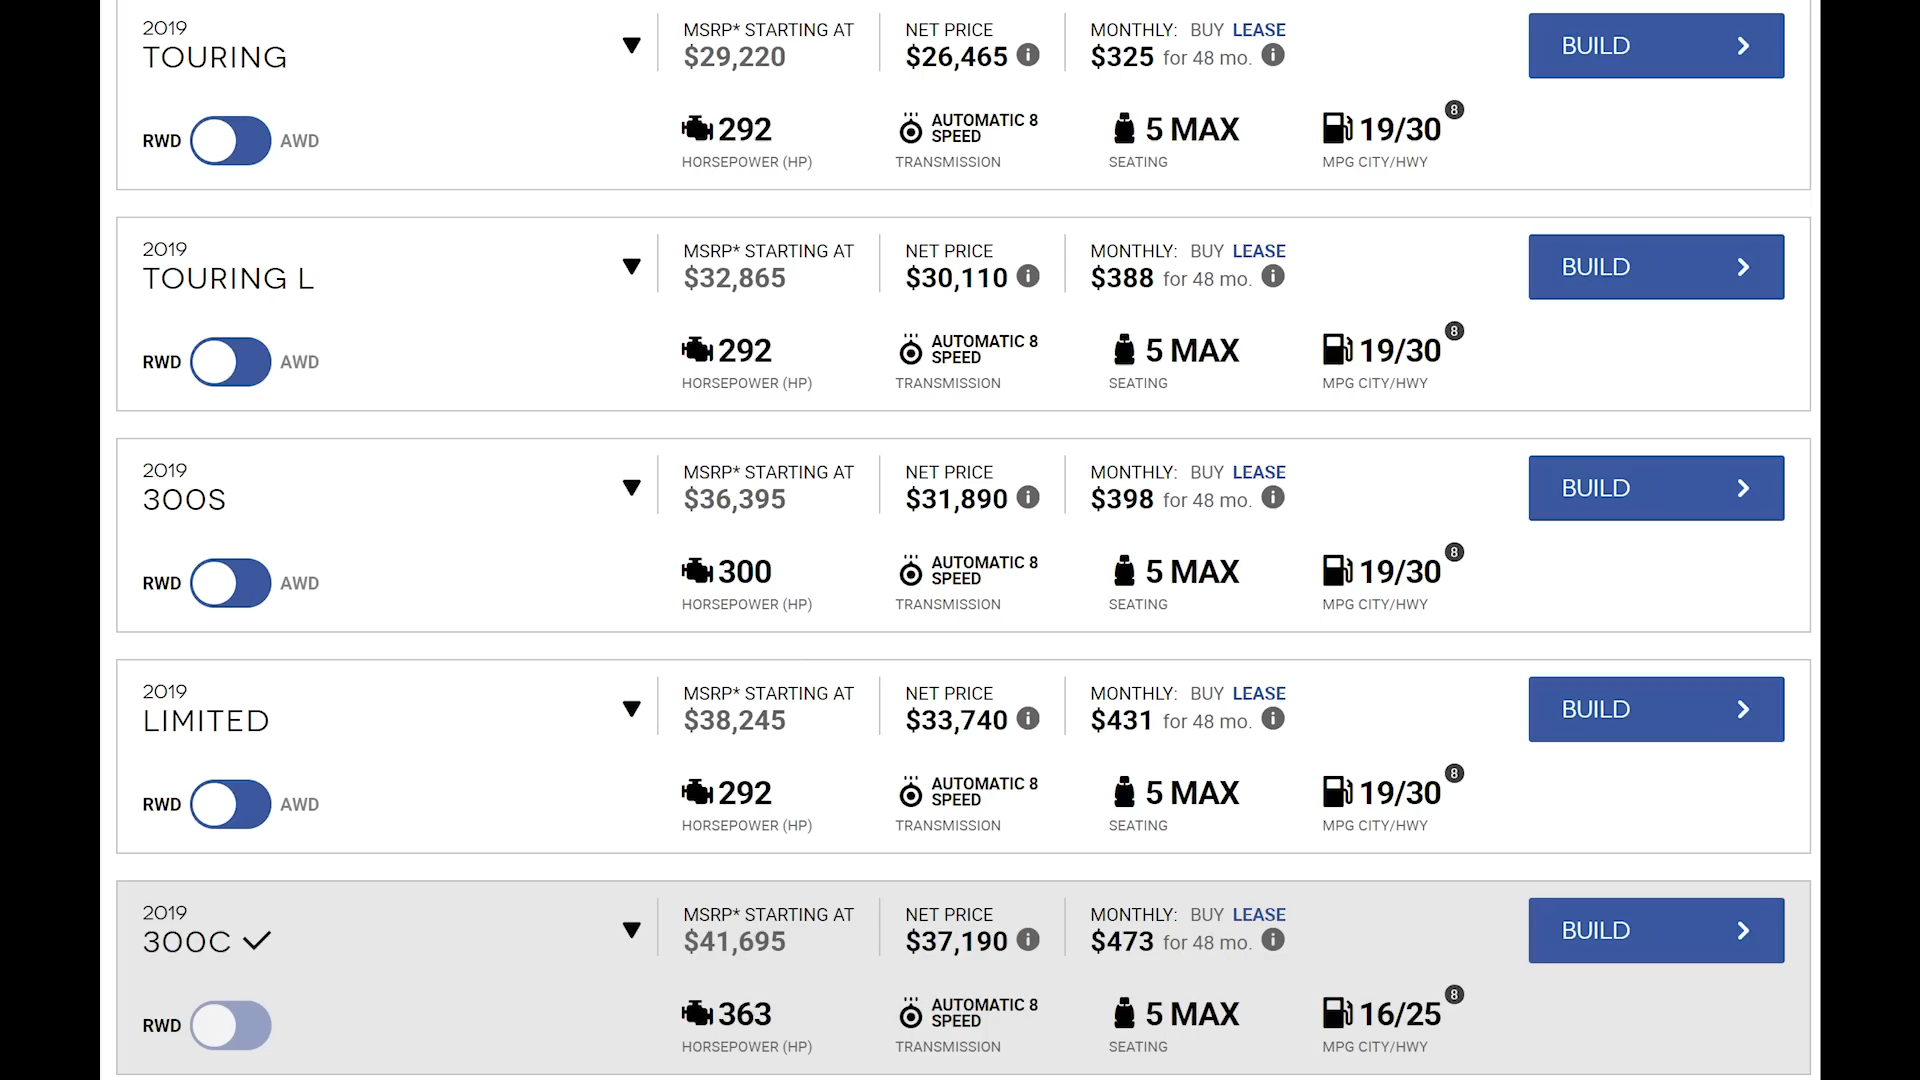 2019
TOURING
MSRP* STARTING AT
$29,220
NET PRICE
$26,465 i
MONTHLY: BUY LEASE
$325 for 48 mo. i
BUILD
RWD AWD
292
HORSEPOWER (HP)
AUTOMATIC 8
SPEED
TRANSMISSION
5 MAX
SEATING
19/30 8
MPG CITY/HWY
2019
TOURING L
MSRP* STARTING AT
$32,865
NET PRICE
$30,110 i
MONTHLY: BUY LEASE
$388 for 48 mo. i
BUILD
RWD AWD
292
HORSEPOWER (HP)
AUTOMATIC 8
SPEED
TRANSMISSION
5 MAX
SEATING
19/30 8
MPG CITY/HWY
2019
300S
MSRP* STARTING AT
$36,395
NET PRICE
$31,890 i
MONTHLY: BUY LEASE
$398 for 48 mo. i
BUILD
RWD AWD
300
HORSEPOWER (HP)
AUTOMATIC 8
SPEED
TRANSMISSION
5 MAX
SEATING
19/30 8
MPG CITY/HWY
2019
LIMITED
MSRP* STARTING AT
$38,245
NET PRICE
$33,740 i
MONTHLY: BUY LEASE
$431 for 48 mo. i
BUILD
RWD AWD
292
HORSEPOWER (HP)
AUTOMATIC 8
SPEED
TRANSMISSION
5 MAX
SEATING
19/30 8
MPG CITY/HWY
2019
300C
MSRP* STARTING AT
$41,695
NET PRICE
$37,190 i
MONTHLY: BUY LEASE
$473 for 48 mo. i
BUILD
RWD
363
HORSEPOWER (HP)
AUTOMATIC 8
SPEED
TRANSMISSION
5 MAX
SEATING
16/25 8
MPG CITY/HWY